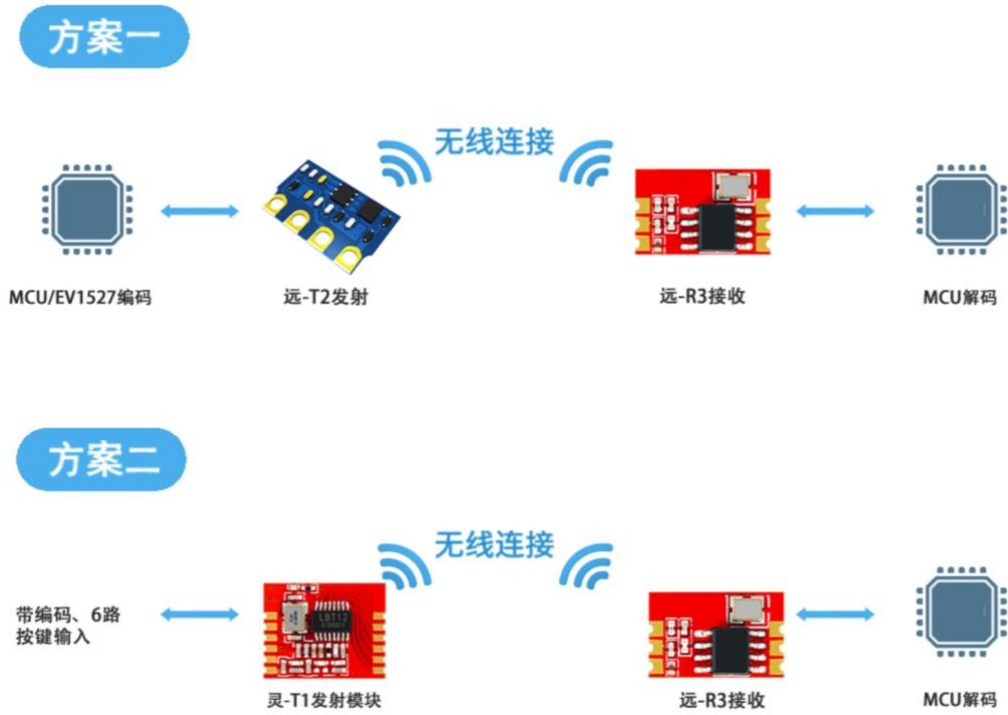 方案一
无线连接
MCU/EV1527编码
远-T2发射
远-R3接收
MCU解码
方案二
无线连接
带编码、6路
按键输入
LBT12
灵-T1发射模块
远-R3接收
MCU解码